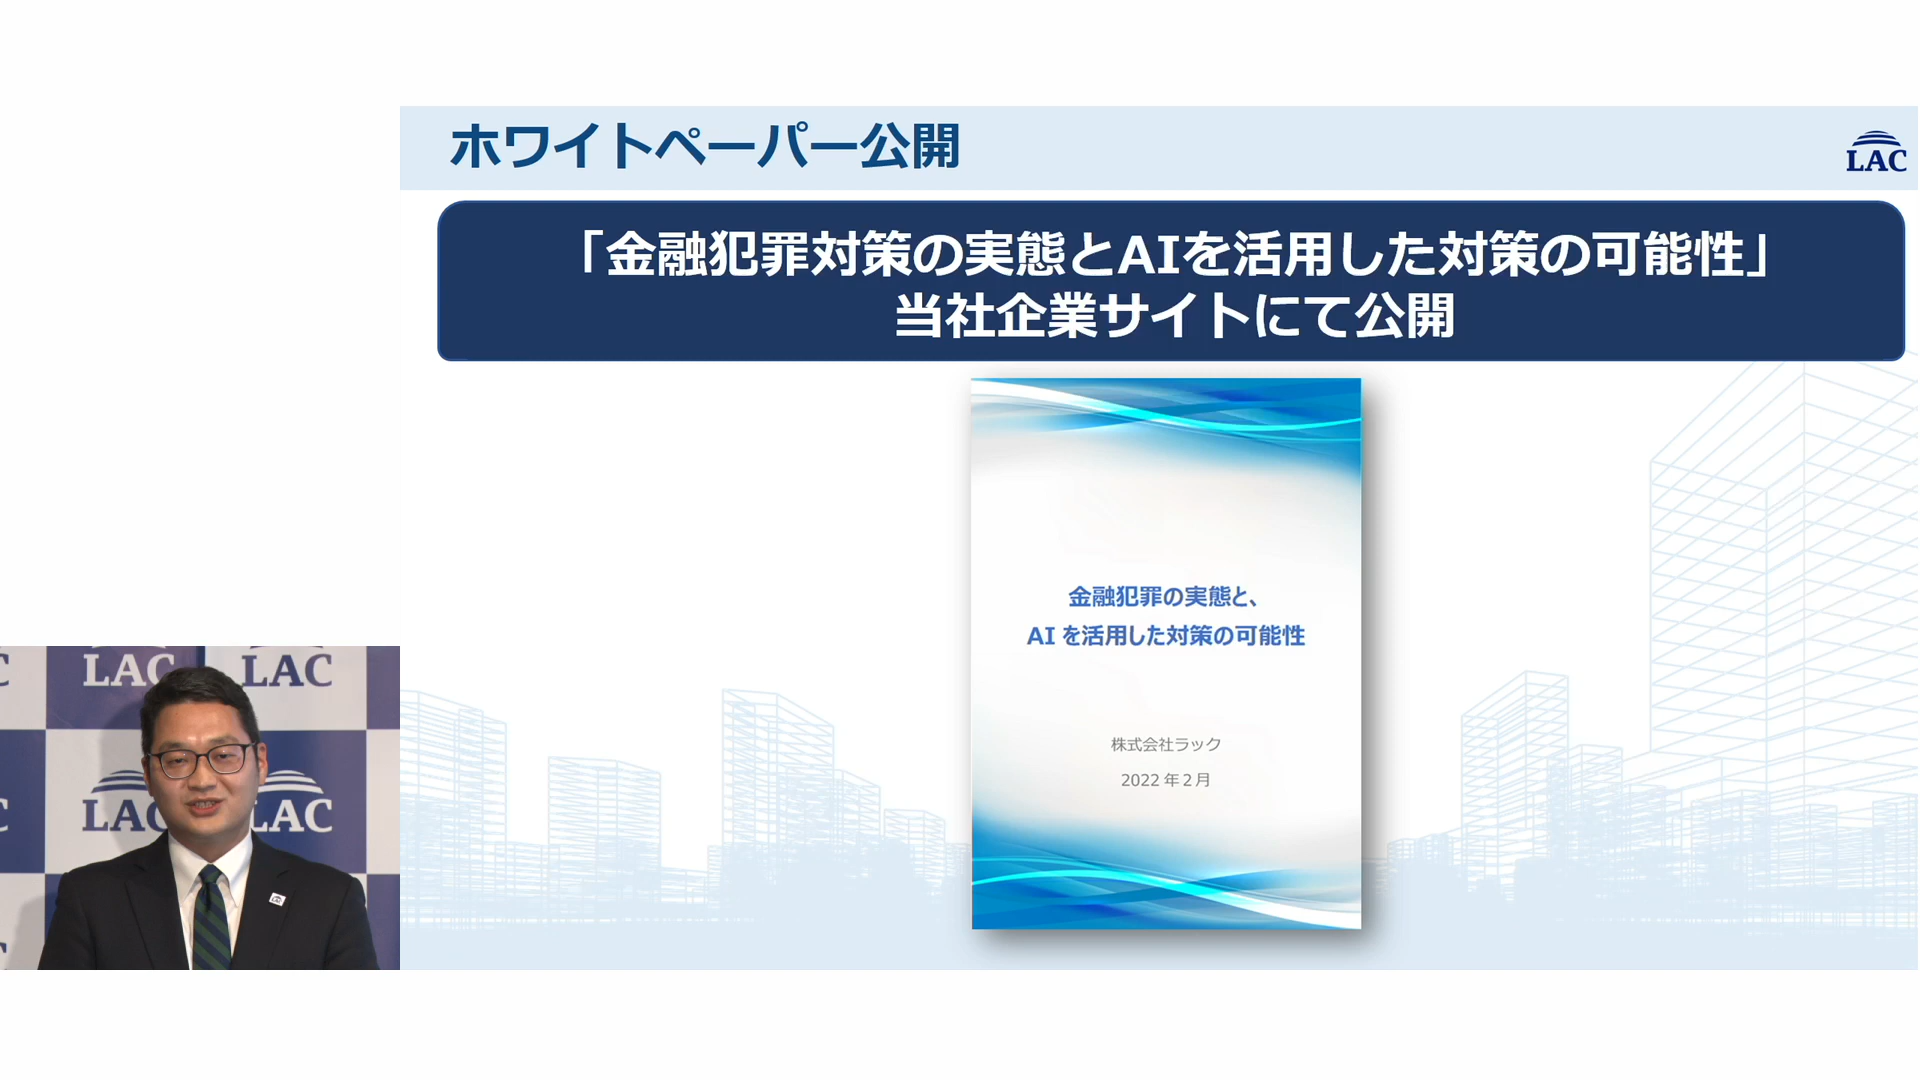 ホワイトペーパー公開
LAC
「金融犯罪対策の実態とAIを活用した対策の可能性」
当社企業サイトにて公開
金融犯罪の実態と、
AI を活用した対策の可能性
株式会社ラック
2022 年 2 月
LAC
LAC
LAC
LAC